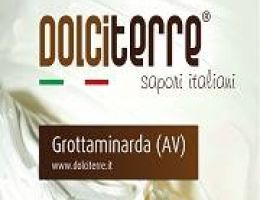 DOLCiterre®
sapori italiani
Grottaminarda (AV)
www.dolciterre.it